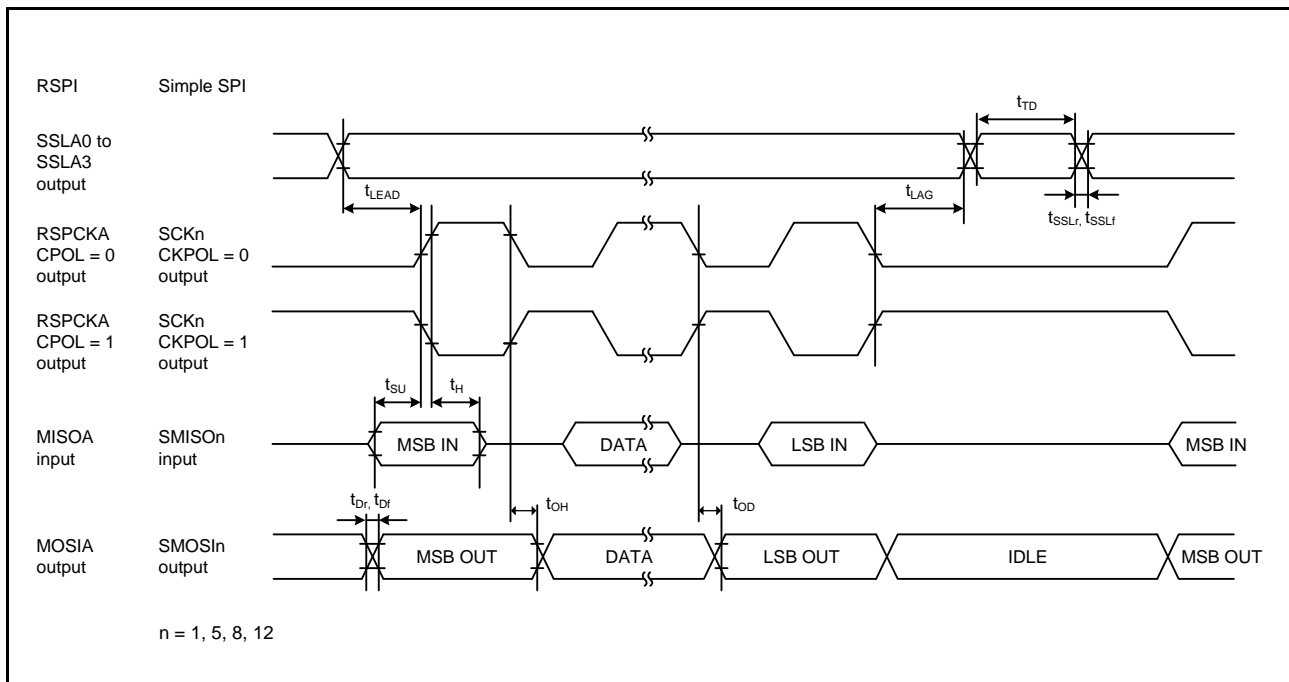 RSPI Simple SPI
tTD
SSLA0 to
SSLA3
output
tLEAD
tLAG
tSSLr, tSSLf
RSPCKA SCKn
CPOL = 0 CKPOL = 0
output output
RSPCKA SCKn
CPOL = 1 CKPOL = 1
output output
tSU tH
MISOA SMISOn
input input
MSB IN DATA LSB IN MSB IN
tDr, tDf
tOH tOD
MOSIA SMOSIn
output output
MSB OUT DATA LSB OUT IDLE MSB OUT
n = 1, 5, 8, 12